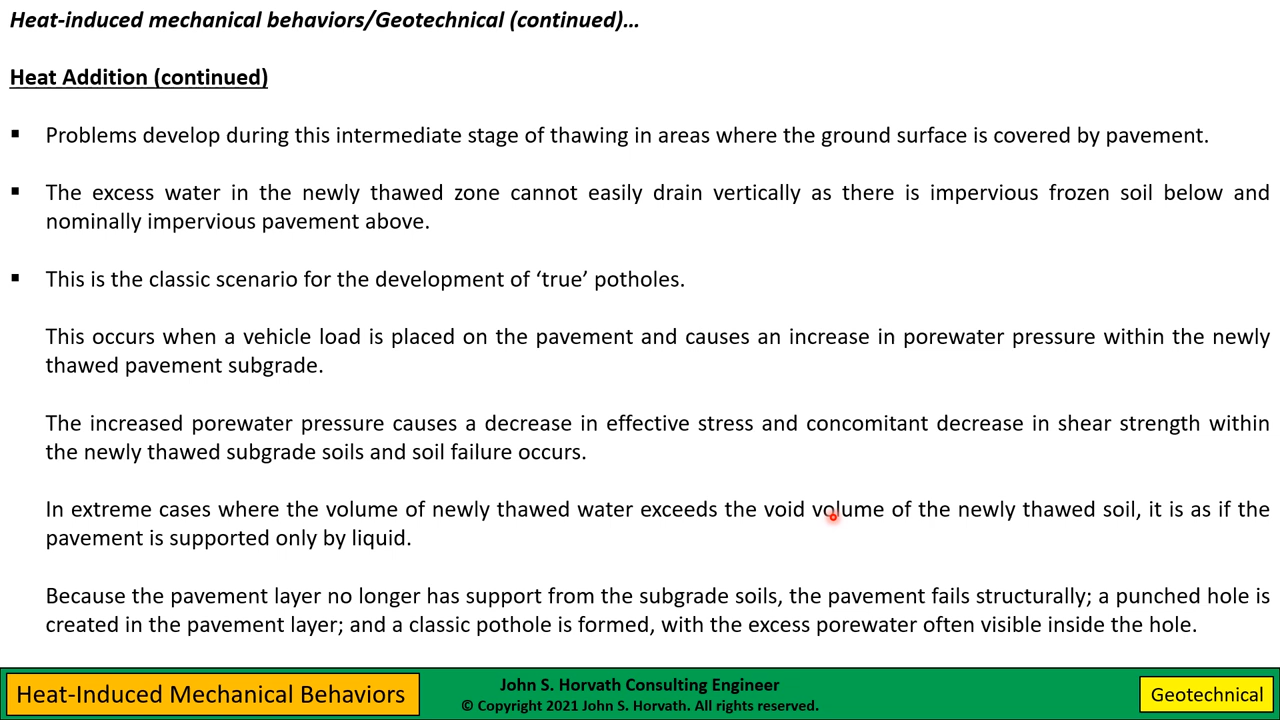 Heat-induced mechanical behaviors/Geotechnical (continued)…
Heat Addition (continued)
▪ Problems develop during this intermediate stage of thawing in areas where the ground surface is covered by pavement.
▪ The excess water in the newly thawed zone cannot easily drain vertically as there is impervious frozen soil below and
nominally impervious pavement above.
▪ This is the classic scenario for the development of ‘true’ potholes.
This occurs when a vehicle load is placed on the pavement and causes an increase in porewater pressure within the newly
thawed pavement subgrade.
The increased porewater pressure causes a decrease in effective stress and concomitant decrease in shear strength within
the newly thawed subgrade soils and soil failure occurs.
In extreme cases where the volume of newly thawed water exceeds the void volume of the newly thawed soil, it is as if the
pavement is supported only by liquid.
Because the pavement layer no longer has support from the subgrade soils, the pavement fails structurally; a punched hole is
created in the pavement layer; and a classic pothole is formed, with the excess porewater often visible inside the hole.
Heat-Induced Mechanical Behaviors
John S. Horvath Consulting Engineer
© Copyright 2021 John S. Horvath. All rights reserved.
Geotechnical